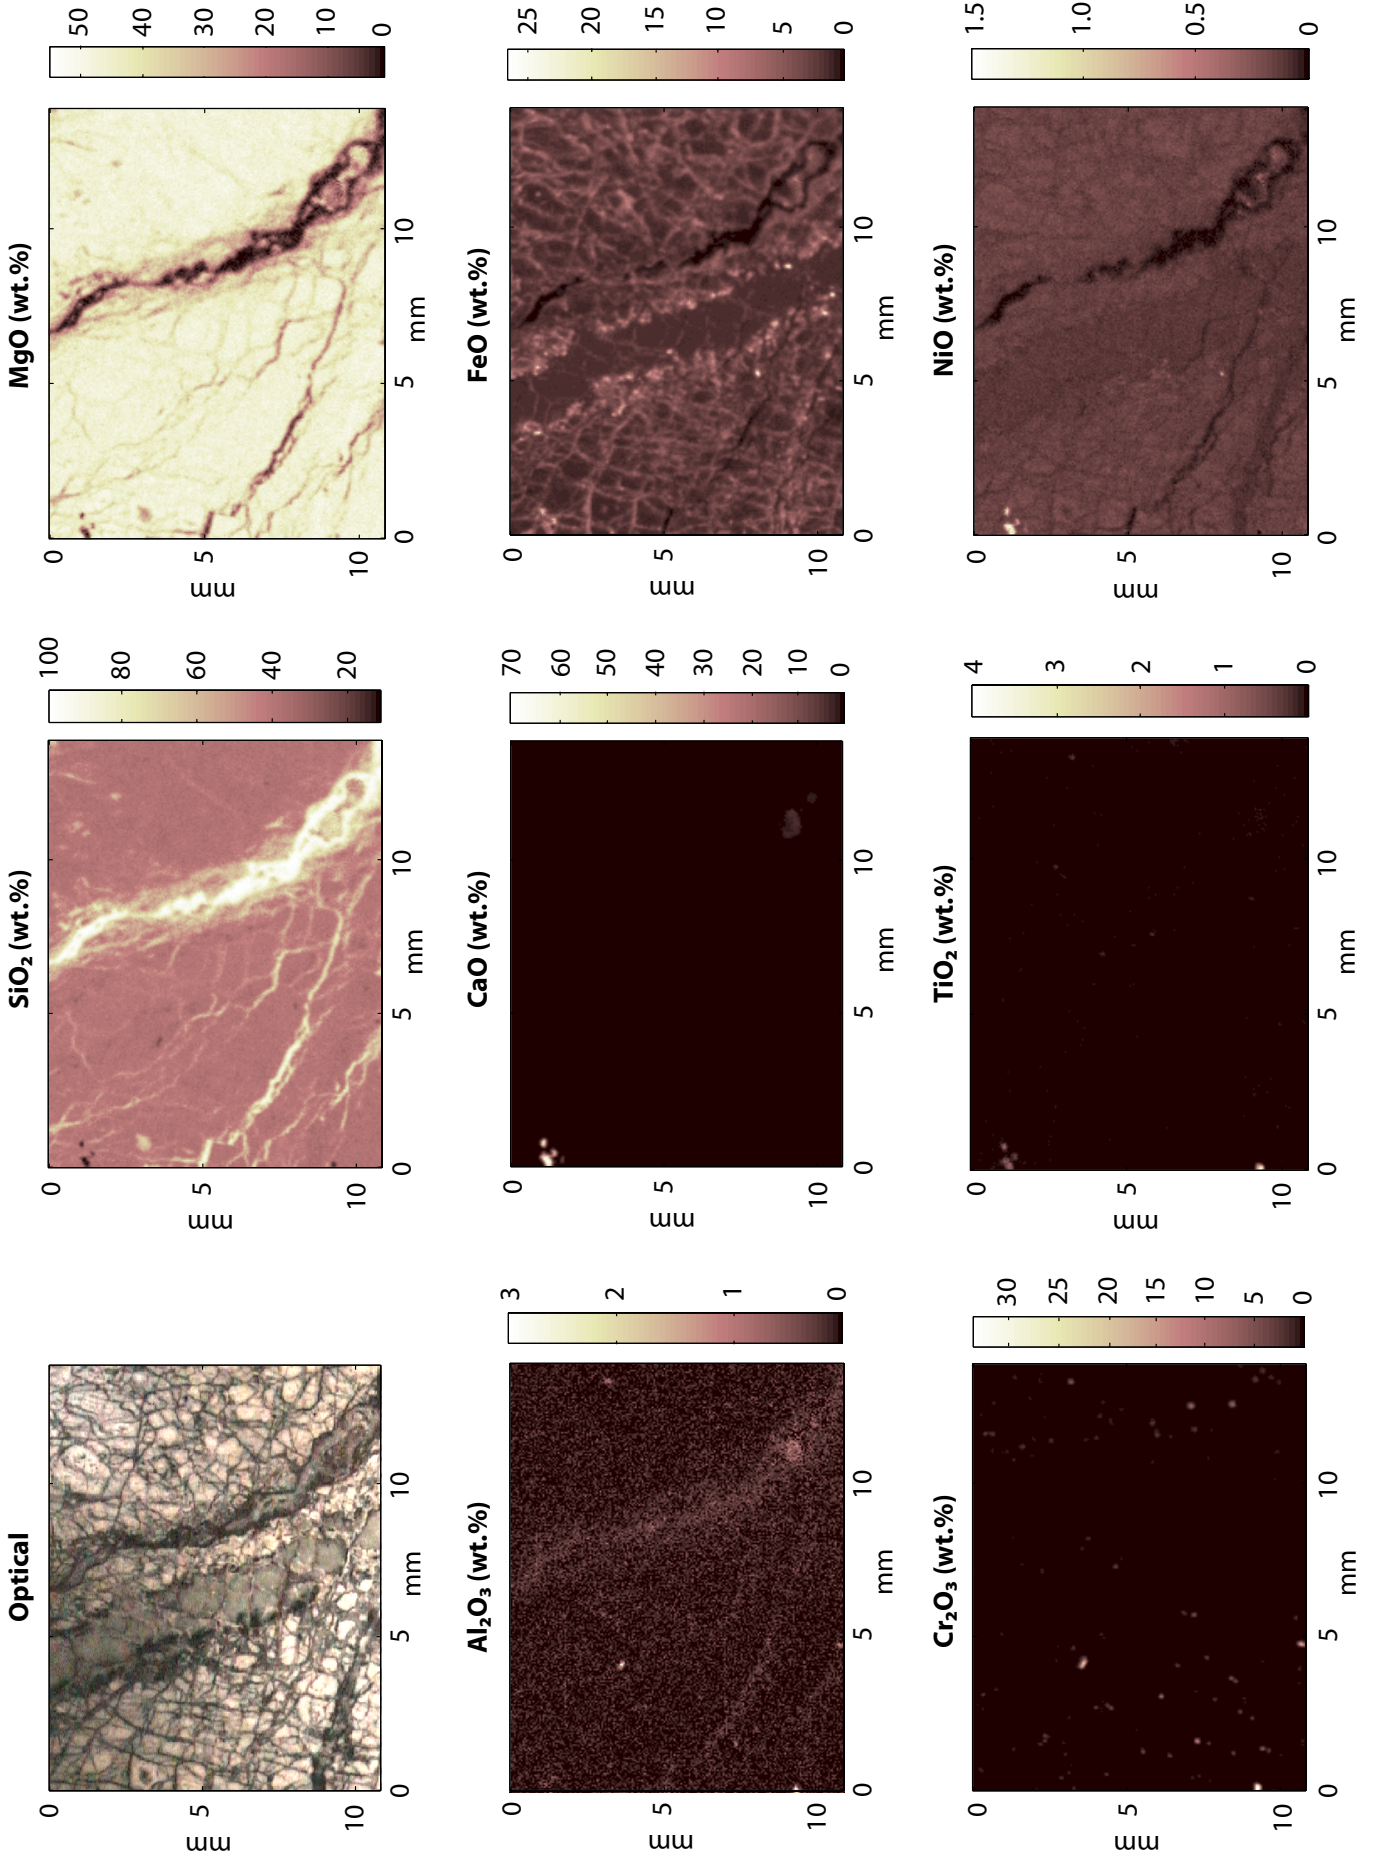 Optical
0
5
10
mm
0 5 10
mm
SiO₂ (wt.%)
0
5
10
mm
0 5 10
mm
100
80
60
40
20
MgO (wt.%)
0
5
10
mm
0 5 10
mm
50
40
30
20
10
0
Al₂O₃ (wt.%)
0
5
10
mm
0 5 10
mm
3
2
1
0
CaO (wt.%)
0
5
10
mm
0 5 10
mm
70
60
50
40
30
20
10
0
FeO (wt.%)
0
5
10
mm
0 5 10
mm
25
20
15
10
5
0
Cr₂O₃ (wt.%)
0
5
10
mm
0 5 10
mm
30
25
20
15
10
5
0
TiO₂ (wt.%)
0
5
10
mm
0 5 10
mm
4
3
2
1
0
NiO (wt.%)
0
5
10
mm
0 5 10
mm
1.5
1.0
0.5
0